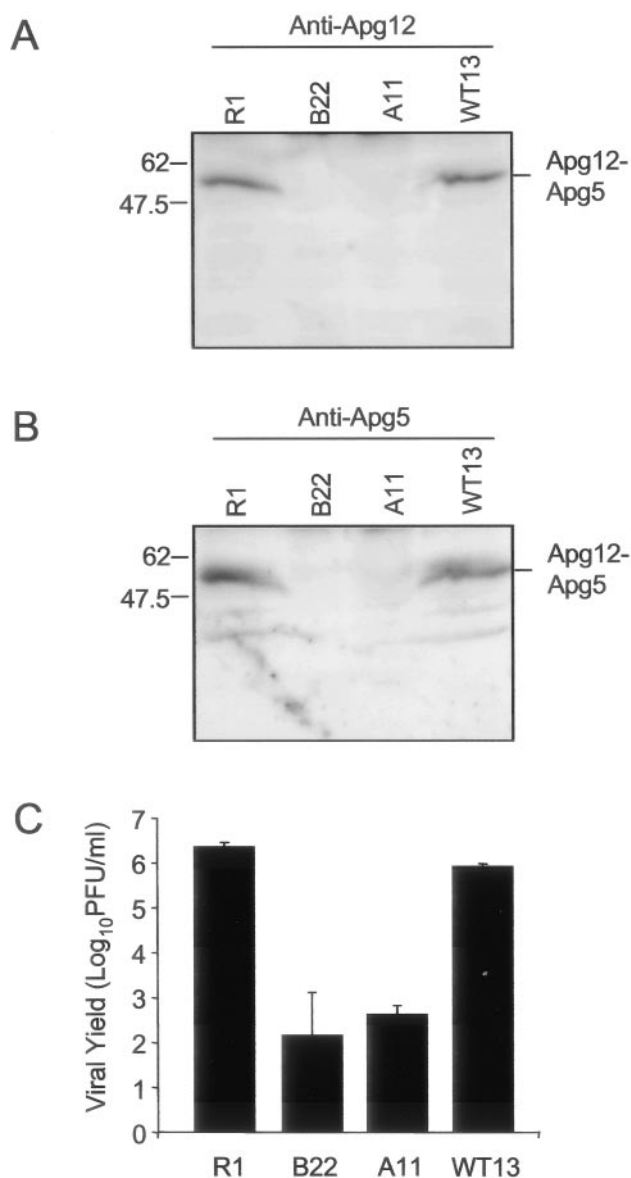 A
Anti-Apg12
R1 B22 A11 WT13
62
47.5
Apg12-
Apg5
B
Anti-Apg5
R1 B22 A11 WT13
62
47.5
Apg12-
Apg5
C
Viral Yield (Log10PFU/ml)
7
6
5
4
3
2
1
0
R1 B22 A11 WT13